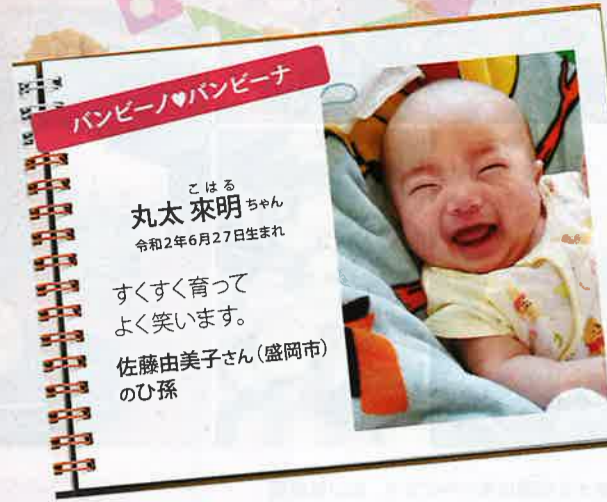 バンビーノ♥バンビーナ
こはる
丸太 來明ちゃん
令和2年6月27日生まれ
すくすく育って
よく笑います。
佐藤由美子さん（盛岡市）
のひ孫